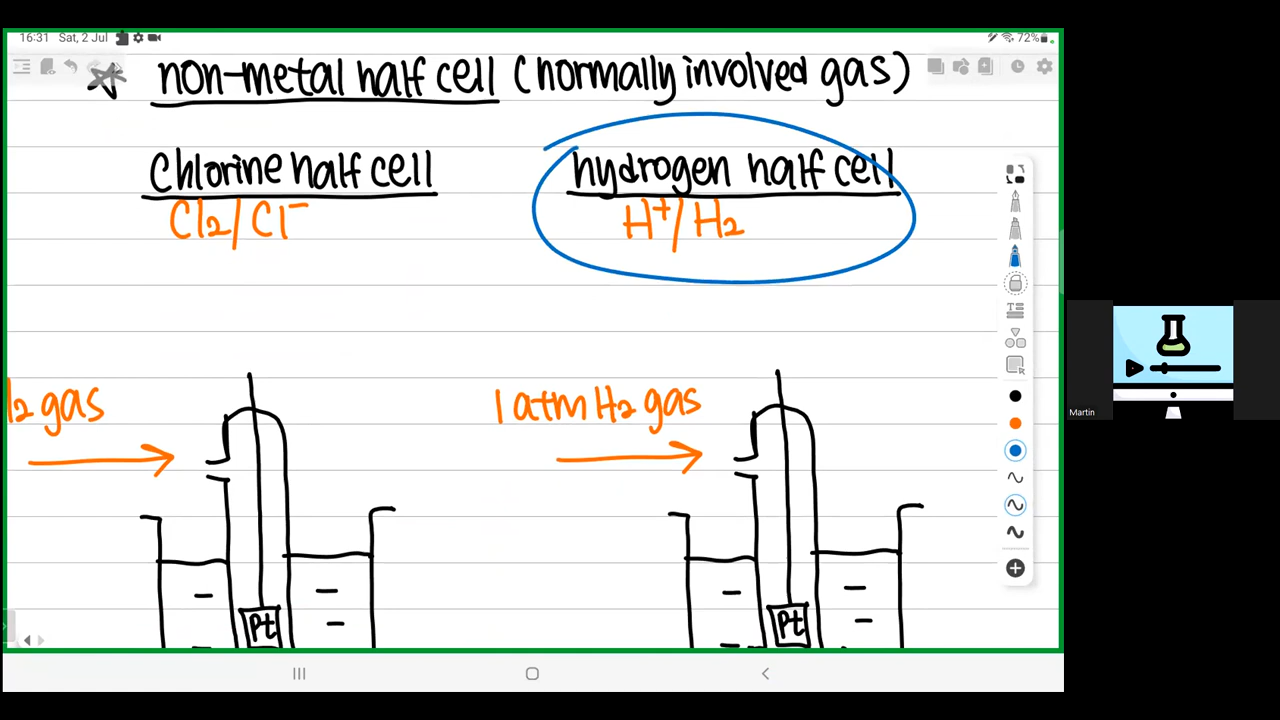 16:31 Sat, 2 Jul
72%
non-metal half cell (normally involved gas)
Chlorine half cell
hydrogen half cell
Cl₂/Cl⁻
H⁺/H₂
l₂ gas
1 atm H₂ gas
Pt
Pt
Martin